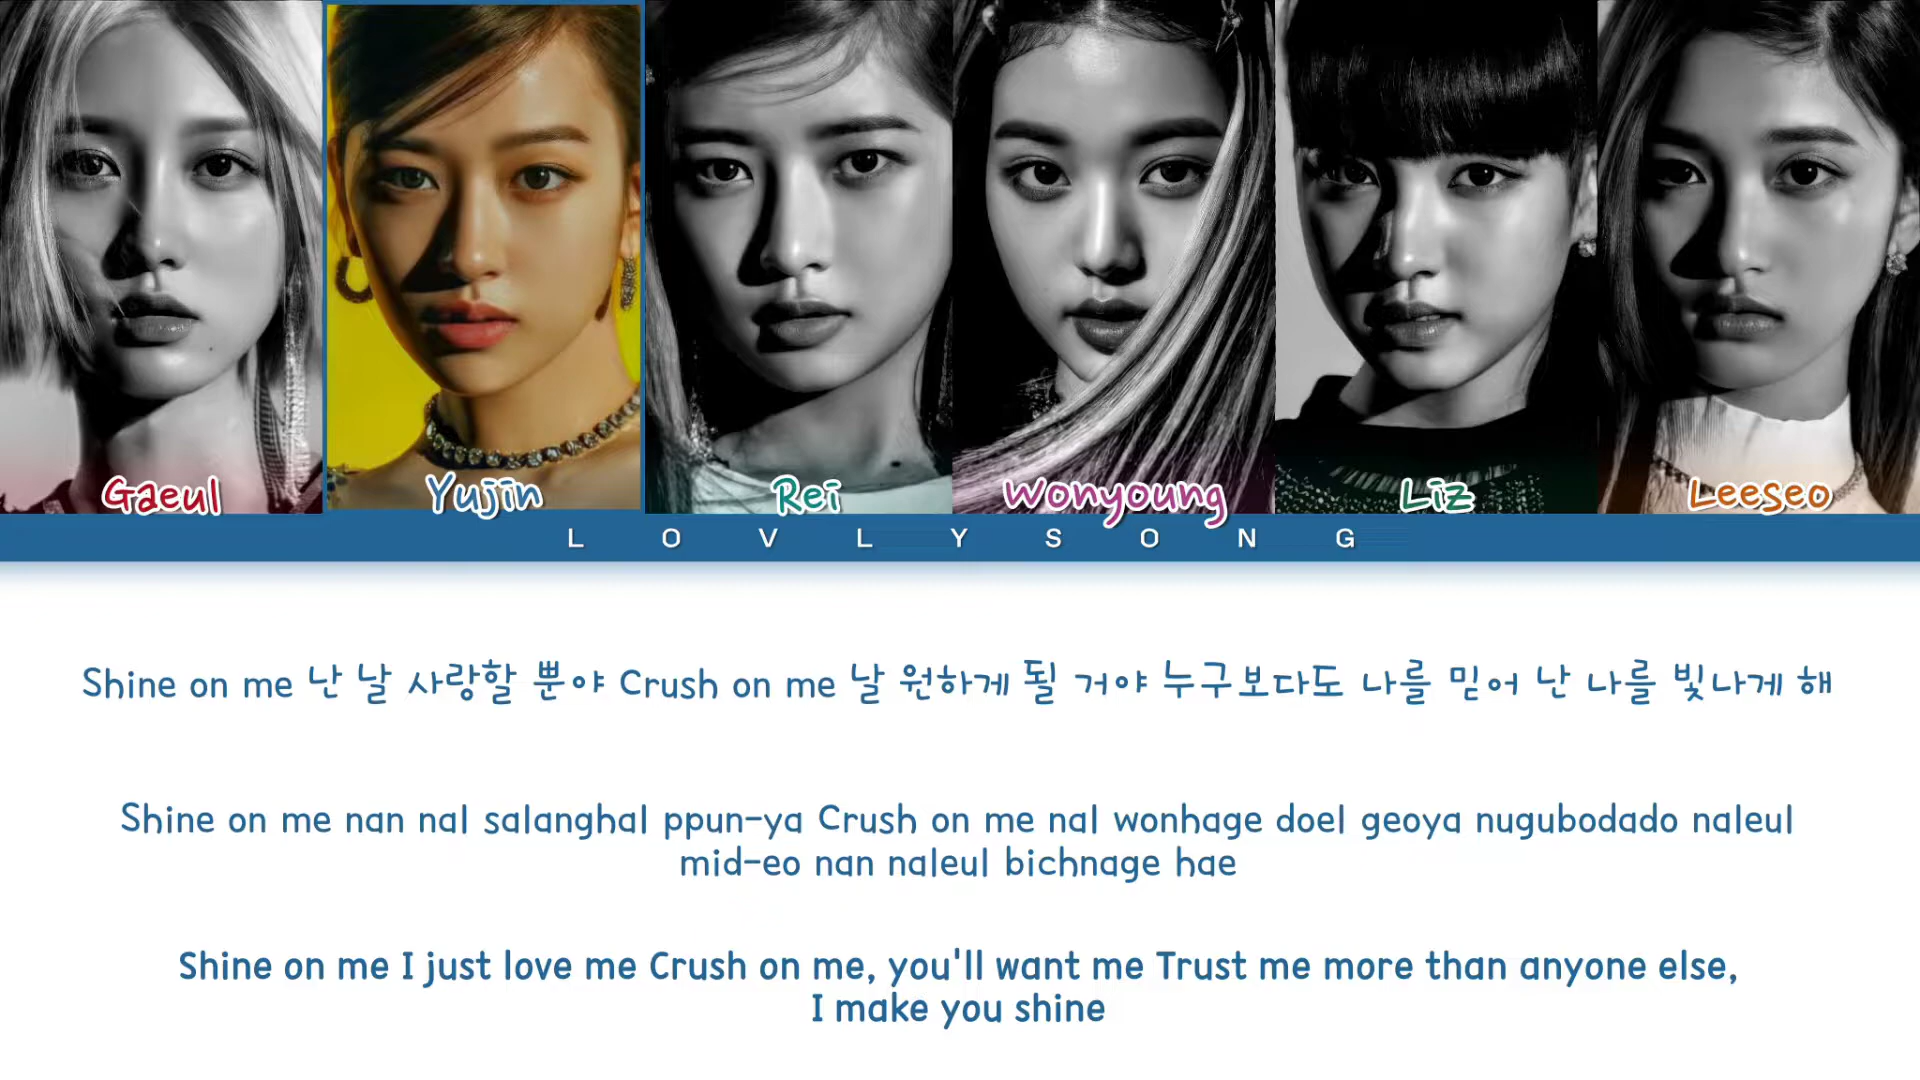 Gaeul Yujin Rei Wonyoung Liz Leeseo
LOVLYSONG
Shine on me 난 날 사랑할 뿐야 Crush on me 날 원하게 될 거야 누구보다도 나를 믿어 난 나를 빛나게 해
Shine on me nan nal salanghal ppun-ya Crush on me nal wonhage doel geoya nugubodado naleul
mid-eo nan naleul bichnage hae
Shine on me I just love me Crush on me, you'll want me Trust me more than anyone else,
I make you shine